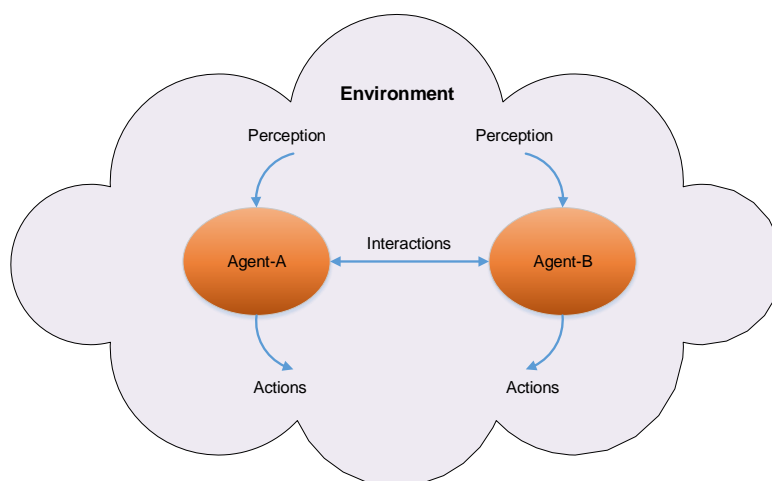 Environment
Perception
Perception
Interactions
Agent-A
Agent-B
Actions
Actions